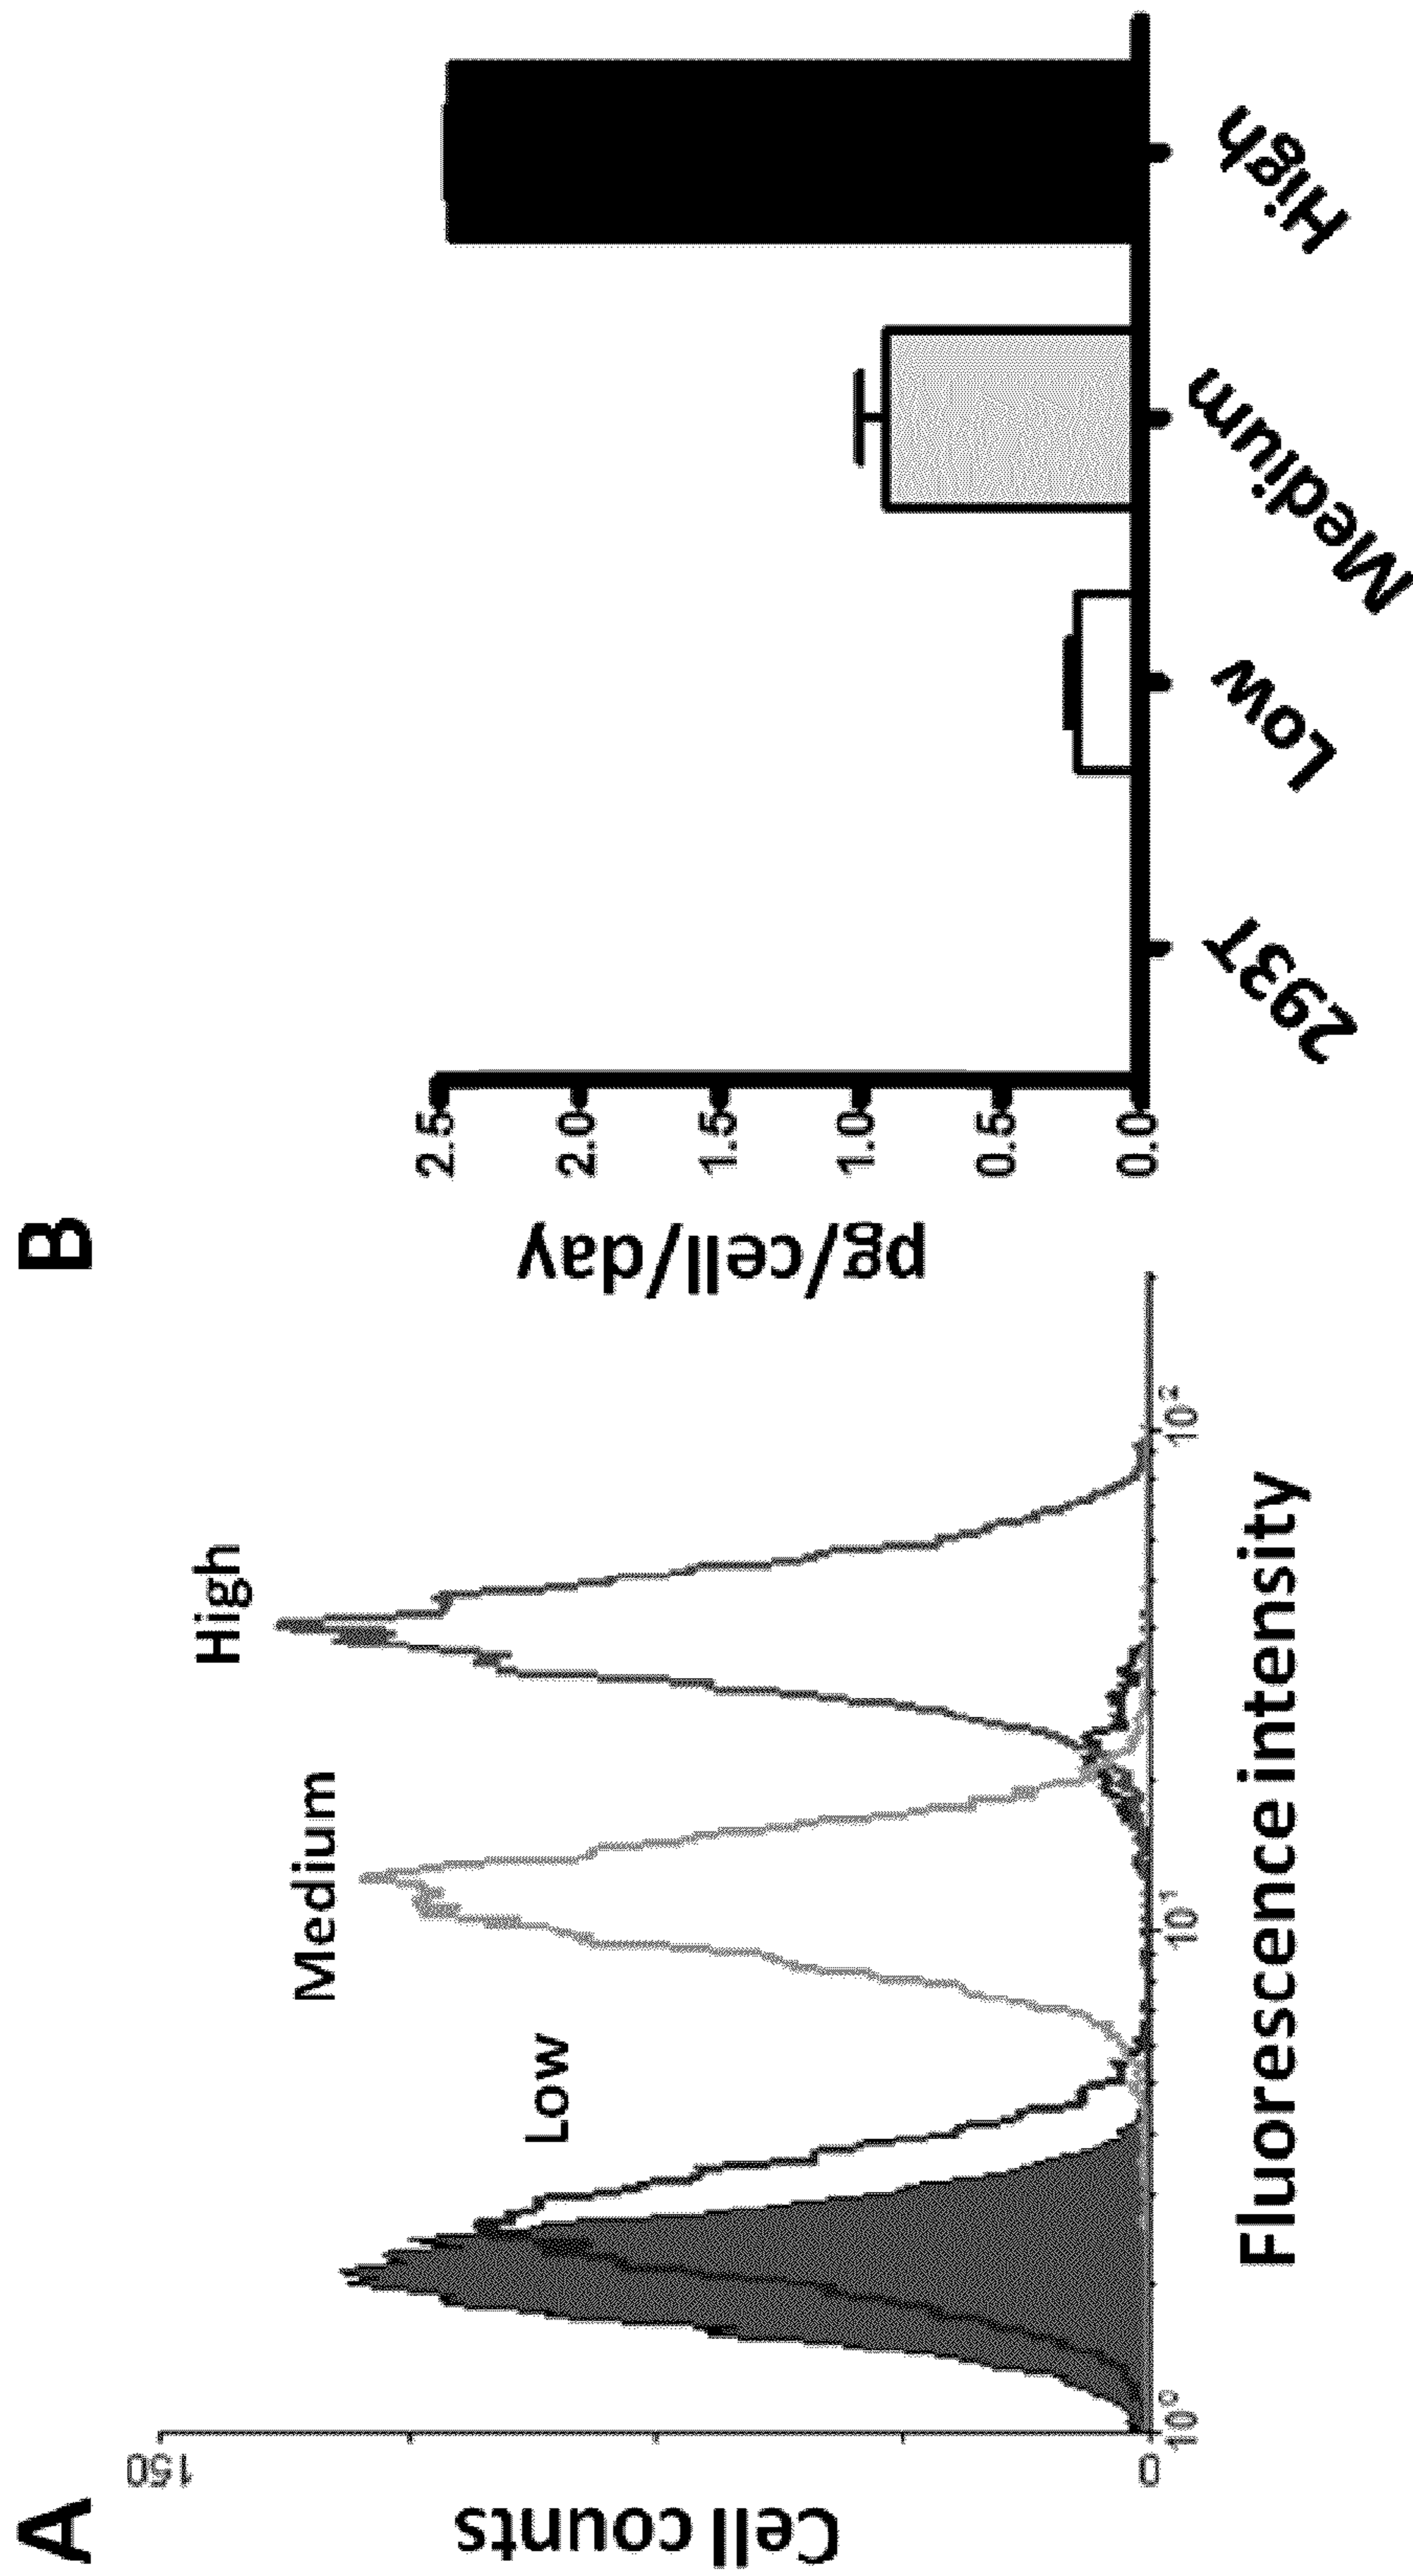 A
Cell counts
150
0
Low
Medium
High
10⁰
10¹
10²
Fluorescence intensity
B
pg/cell/day
2.5
2.0
1.5
1.0
0.5
0.0
293T
Low
Medium
High